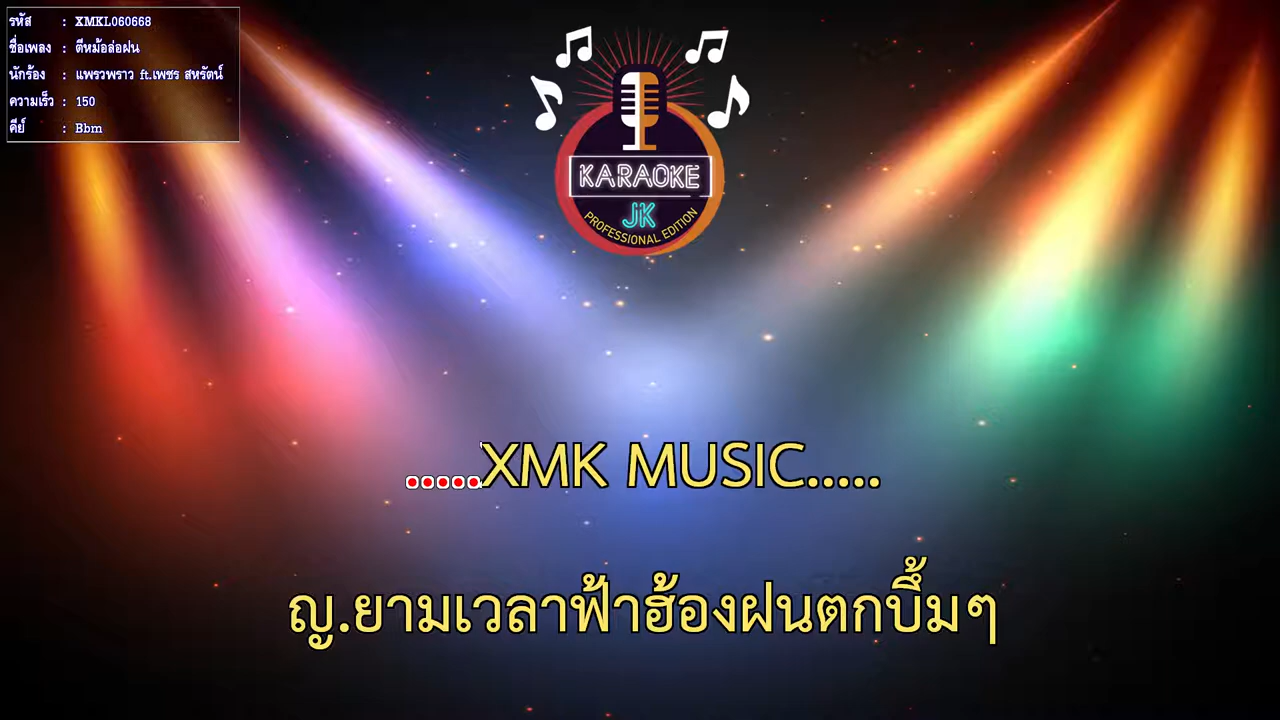 รหัส : XMKL060668
ชื่อเพลง : ตีหม้อล่อฝน
นักร้อง : แพรวพราว ft.เพชร สหรัตน์
ความเร็ว : 150
คีย์ : Bbm
KARAOKE
JK
PROFESSIONAL EDITION
.....XMK MUSIC.....
ญ.ยามเวลาฟ้าฮ้องฝนตกบึ้มๆ